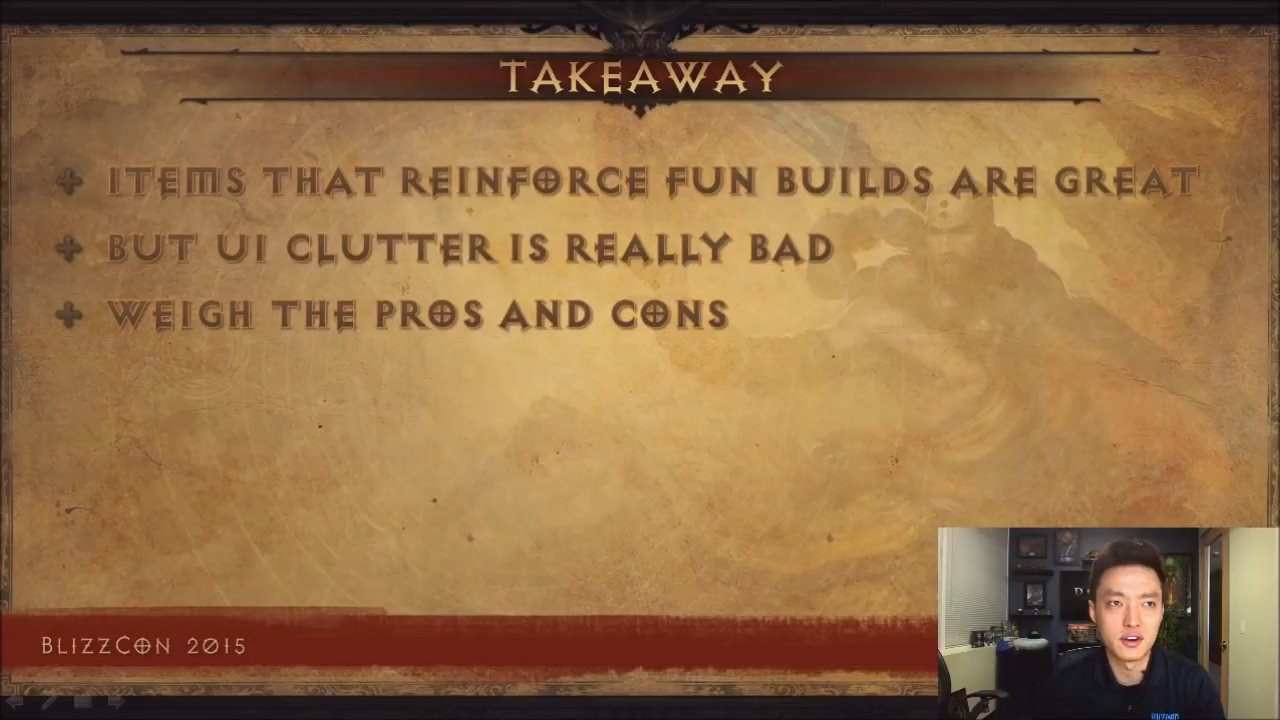 TAKEAWAY
ITEMS THAT REINFORCE FUN BUILDS ARE GREAT
BUT UI CLUTTER IS REALLY BAD
WEIGH THE PROS AND CONS
BLIZZCON 2015